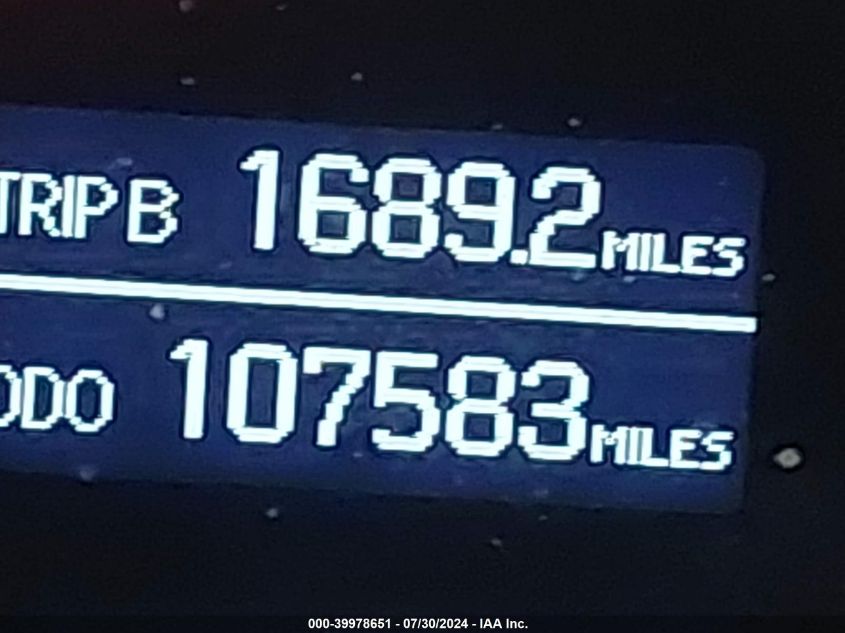 TRIP B 1689.2 MILES
ODO 107583 MILES
000-39978651 - 07/30/2024 - IAA Inc.